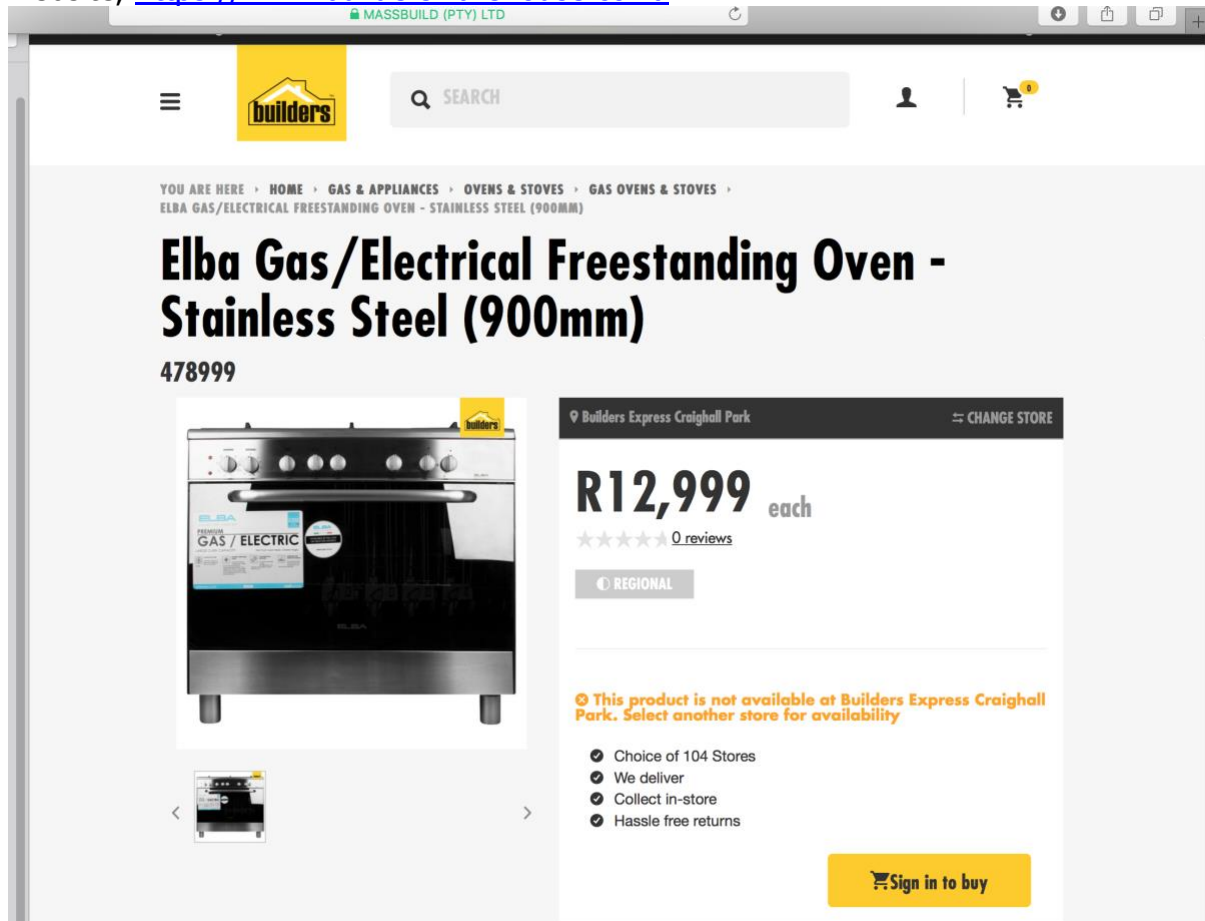 MASSBUILD (PTY) LTD
builders
SEARCH
0
YOU ARE HERE › HOME › GAS & APPLIANCES › OVENS & STOVES › GAS OVENS & STOVES ›
ELBA GAS/ELECTRICAL FREESTANDING OVEN - STAINLESS STEEL (900MM)
Elba Gas/Electrical Freestanding Oven -
Stainless Steel (900mm)
478999
builders
ELBA
PREMIUM
GAS / ELECTRIC
ELBA
Builders Express Craighall Park
CHANGE STORE
R12,999 each
0 reviews
REGIONAL
This product is not available at Builders Express Craighall
Park. Select another store for availability
Choice of 104 Stores
We deliver
Collect in-store
Hassle free returns
Sign in to buy